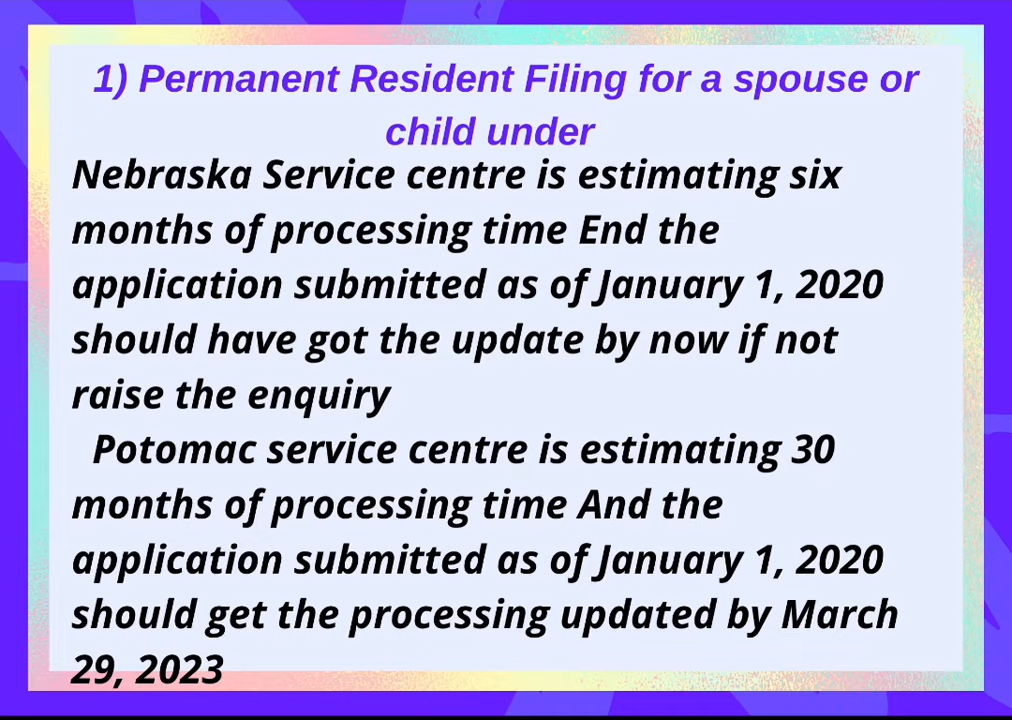 1) Permanent Resident Filing for a spouse or
child under
Nebraska Service centre is estimating six
months of processing time End the
application submitted as of January 1, 2020
should have got the update by now if not
raise the enquiry
Potomac service centre is estimating 30
months of processing time And the
application submitted as of January 1, 2020
should get the processing updated by March
29, 2023